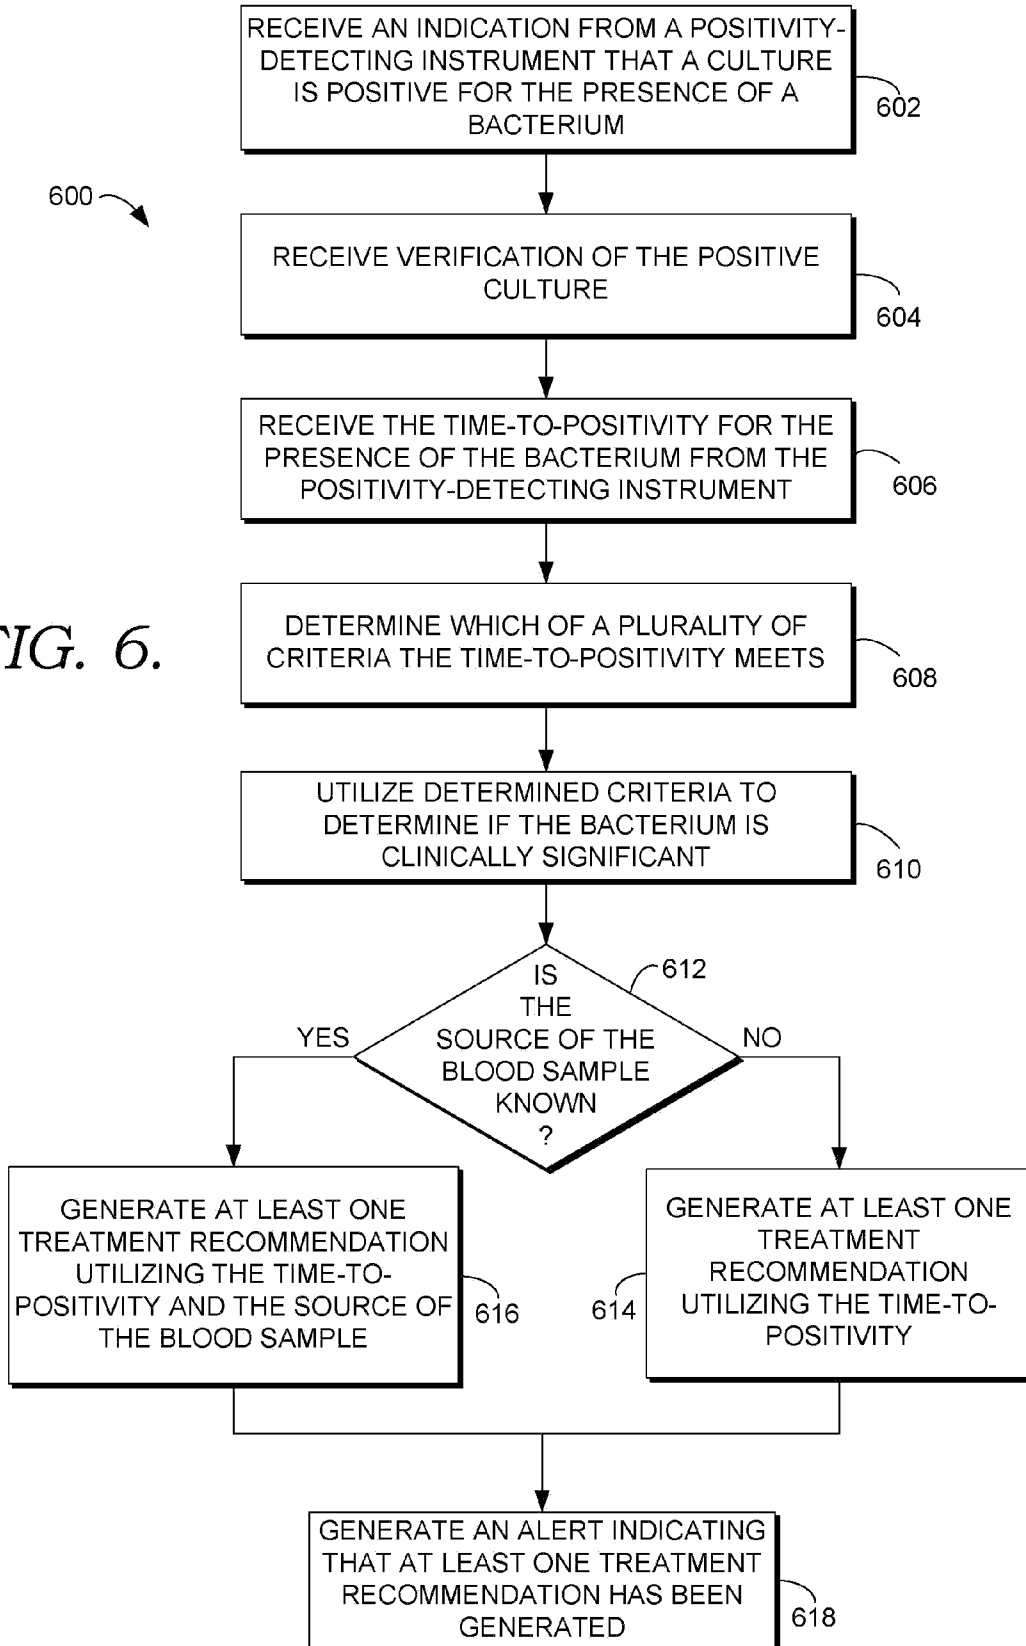 RECEIVE AN INDICATION FROM A POSITIVITY-
DETECTING INSTRUMENT THAT A CULTURE
IS POSITIVE FOR THE PRESENCE OF A
BACTERIUM
602
600
RECEIVE VERIFICATION OF THE POSITIVE
CULTURE
604
RECEIVE THE TIME-TO-POSITIVITY FOR THE
PRESENCE OF THE BACTERIUM FROM THE
POSITIVITY-DETECTING INSTRUMENT
606
FIG. 6.
DETERMINE WHICH OF A PLURALITY OF
CRITERIA THE TIME-TO-POSITIVITY MEETS
608
UTILIZE DETERMINED CRITERIA TO
DETERMINE IF THE BACTERIUM IS
CLINICALLY SIGNIFICANT
610
612
IS
THE
SOURCE OF THE
BLOOD SAMPLE
KNOWN
?
YES
NO
GENERATE AT LEAST ONE
TREATMENT RECOMMENDATION
UTILIZING THE TIME-TO-
POSITIVITY AND THE SOURCE OF
THE BLOOD SAMPLE
616
614
GENERATE AT LEAST ONE
TREATMENT
RECOMMENDATION
UTILIZING THE TIME-TO-
POSITIVITY
GENERATE AN ALERT INDICATING
THAT AT LEAST ONE TREATMENT
RECOMMENDATION HAS BEEN
GENERATED
618